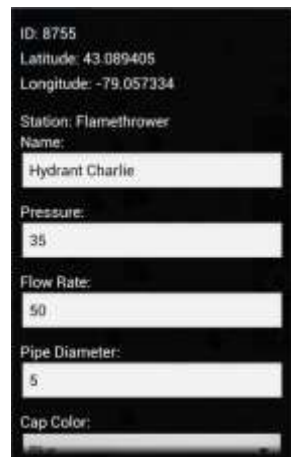 ID: 8755
Latitude: 43.089405
Longitude: -79.057334
Station: Flamethrower
Name:
Hydrant Charlie
Pressure:
35
Flow Rate:
50
Pipe Diameter:
5
Cap Color: